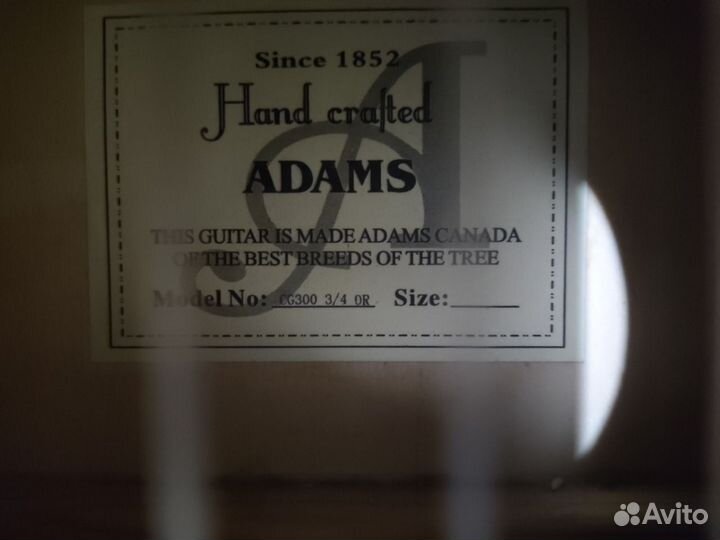 Since 1852
Hand crafted
ADAMS
THIS GUITAR IS MADE ADAMS CANADA
OF THE BEST BREEDS OF THE TREE
Model No: CG300 3/4 OR Size:
Avito